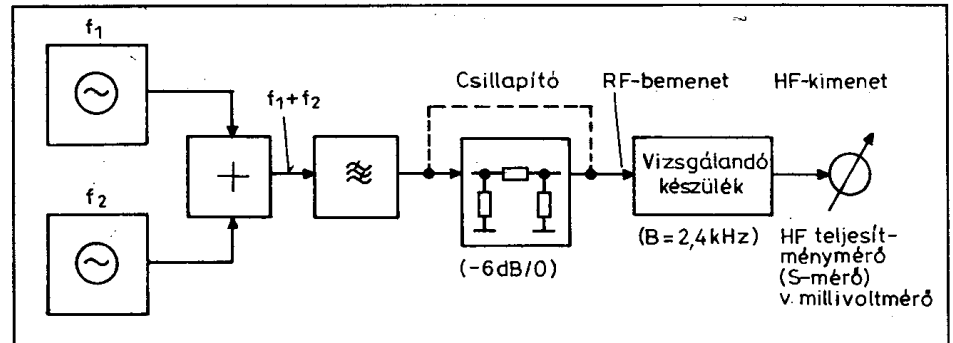 f₁
f₂
f₁+f₂
Csillapító
(-6dB/0)
RF-bemenet
Vizsgálandó
készülék
(B=2,4kHz)
HF-kimenet
HF teljesít-
ménymérő
(S-mérő)
v. millivoltmérő